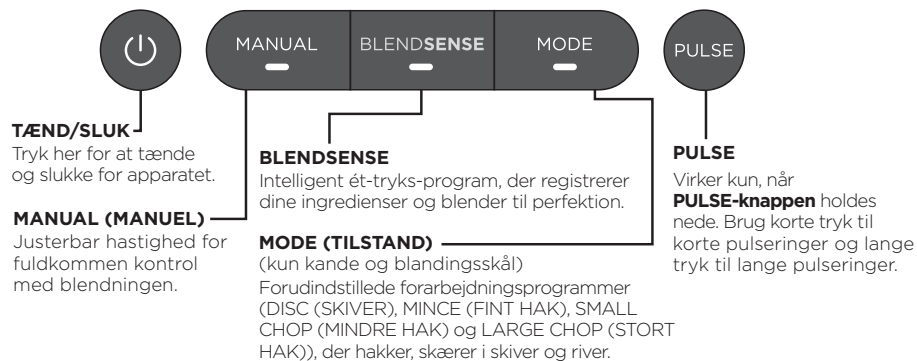 MANUAL
BLENDSENSE
MODE
PULSE
TÆND/SLUK
Tryk her for at tænde
og slukke for apparatet.
MANUAL (MANUEL)
Justerbar hastighed for
fuldkommen kontrol
med blendningen.
BLENDSENSE
Intelligent ét-tryks-program, der registrerer
dine ingredienser og blender til perfektion.
MODE (TILSTAND)
(kun kande og blandingsskål)
Forudindstillede forarbejdningsprogrammer
(DISC (SKIVER), MINCE (FINT HAK), SMALL
CHOP (MINDRE HAK) og LARGE CHOP (STORT
HAK)), der hakker, skærer i skiver og river.
PULSE
Virker kun, når
PULSE-knappen holdes
nede. Brug korte tryk til
korte pulseringer og lange
tryk til lange pulseringer.